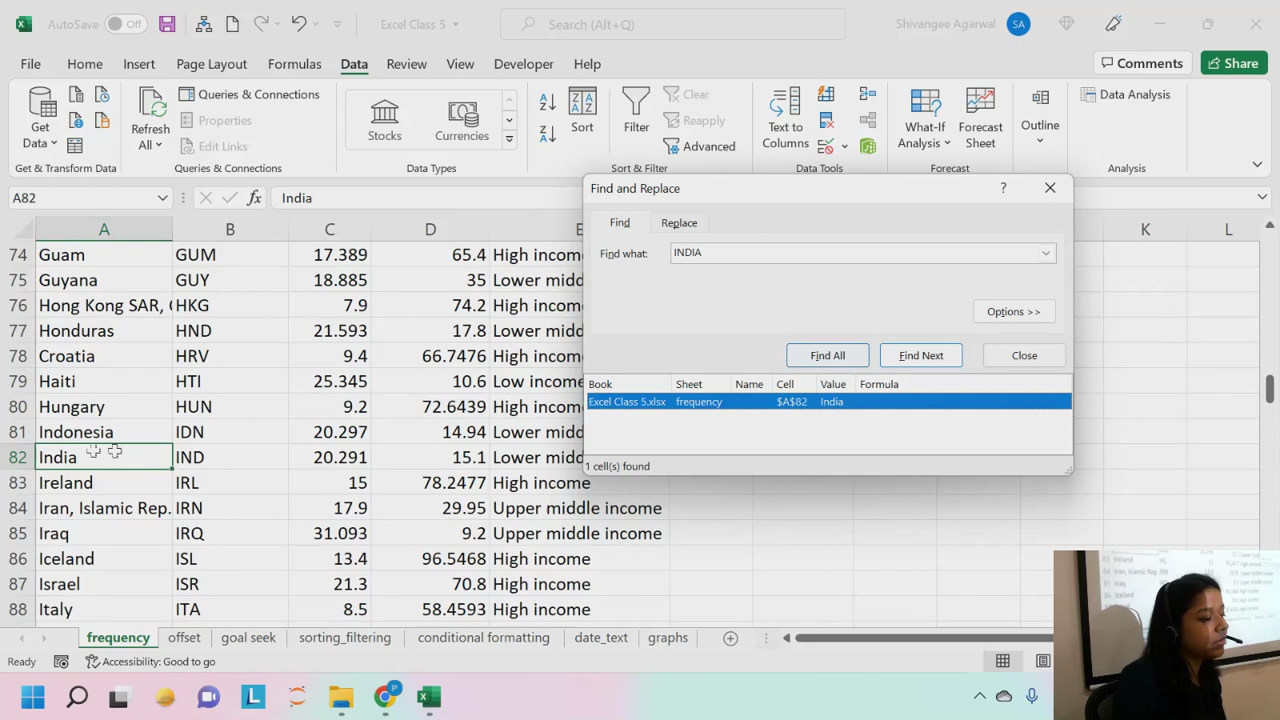 AutoSave Off Excel Class 5 Search (Alt+Q) Shivangee Agarwal SA
File Home Insert Page Layout Formulas Data Review View Developer Help Comments Share
Get Data Refresh All Queries & Connections Properties Edit Links Stocks Currencies Sort Filter Clear Reapply Advanced Text to Columns What-If Analysis Forecast Sheet Outline Data Analysis
Get & Transform Data Queries & Connections Data Types Sort & Filter Data Tools Forecast Analysis
A82 fx India
Find and Replace ?
Find Replace
Find what: INDIA
Options >>
Find All Find Next Close
Book Sheet Name Cell Value Formula
Excel Class 5.xlsx frequency $A$82 India
1 cell(s) found
A B C D E K L
74 Guam GUM 17.389 65.4 High income
75 Guyana GUY 18.885 35 Lower midd
76 Hong Kong SAR, C HKG 7.9 74.2 High income
77 Honduras HND 21.593 17.8 Lower midd
78 Croatia HRV 9.4 66.7476 High income
79 Haiti HTI 25.345 10.6 Low income
80 Hungary HUN 9.2 72.6439 High income
81 Indonesia IDN 20.297 14.94 Lower midd
82 India IND 20.291 15.1 Lower midd
83 Ireland IRL 15 78.2477 High income
84 Iran, Islamic Rep. IRN 17.9 29.95 Upper middle income
85 Iraq IRQ 31.093 9.2 Upper middle income
86 Iceland ISL 13.4 96.5468 High income
87 Israel ISR 21.3 70.8 High income
88 Italy ITA 8.5 58.4593 High income
frequency offset goal seek sorting_filtering conditional formatting date_text graphs
Ready Accessibility: Good to go
L P